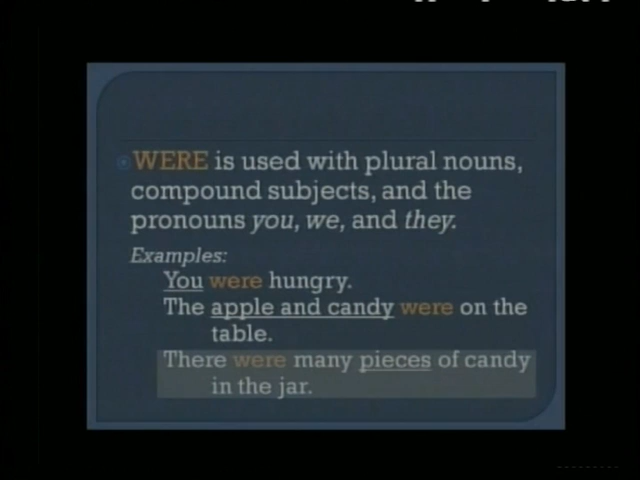 WERE is used with plural nouns,
compound subjects, and the
pronouns you, we, and they.
Examples:
You were hungry.
The apple and candy were on the
table.
There were many pieces of candy
in the jar.